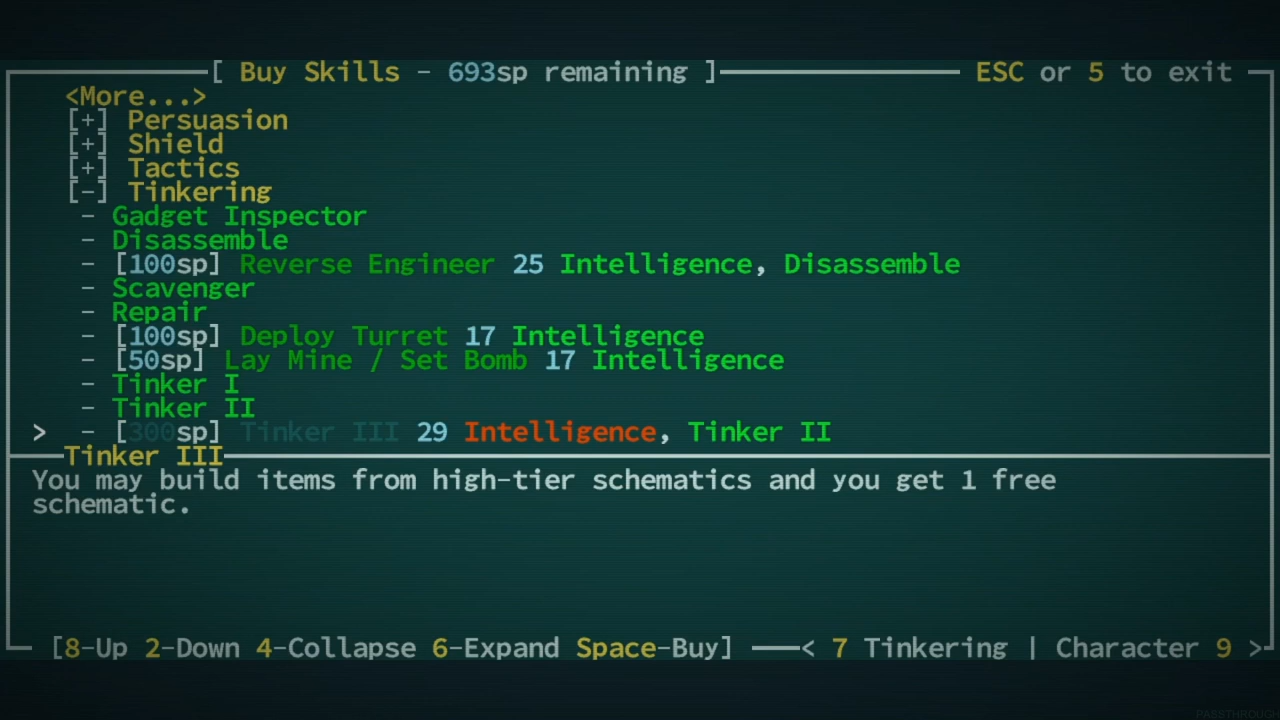 [ Buy Skills - 693sp remaining ] ESC or 5 to exit
<More...>
[+] Persuasion
[+] Shield
[+] Tactics
[-] Tinkering
- Gadget Inspector
- Disassemble
- [100sp] Reverse Engineer 25 Intelligence, Disassemble
- Scavenger
- Repair
- [100sp] Deploy Turret 17 Intelligence
- [50sp] Lay Mine / Set Bomb 17 Intelligence
- Tinker I
- Tinker II
> - [300sp] Tinker III 29 Intelligence, Tinker II
Tinker III
You may build items from high-tier schematics and you get 1 free
schematic.
[8-Up 2-Down 4-Collapse 6-Expand Space-Buy] < 7 Tinkering | Character 9 >